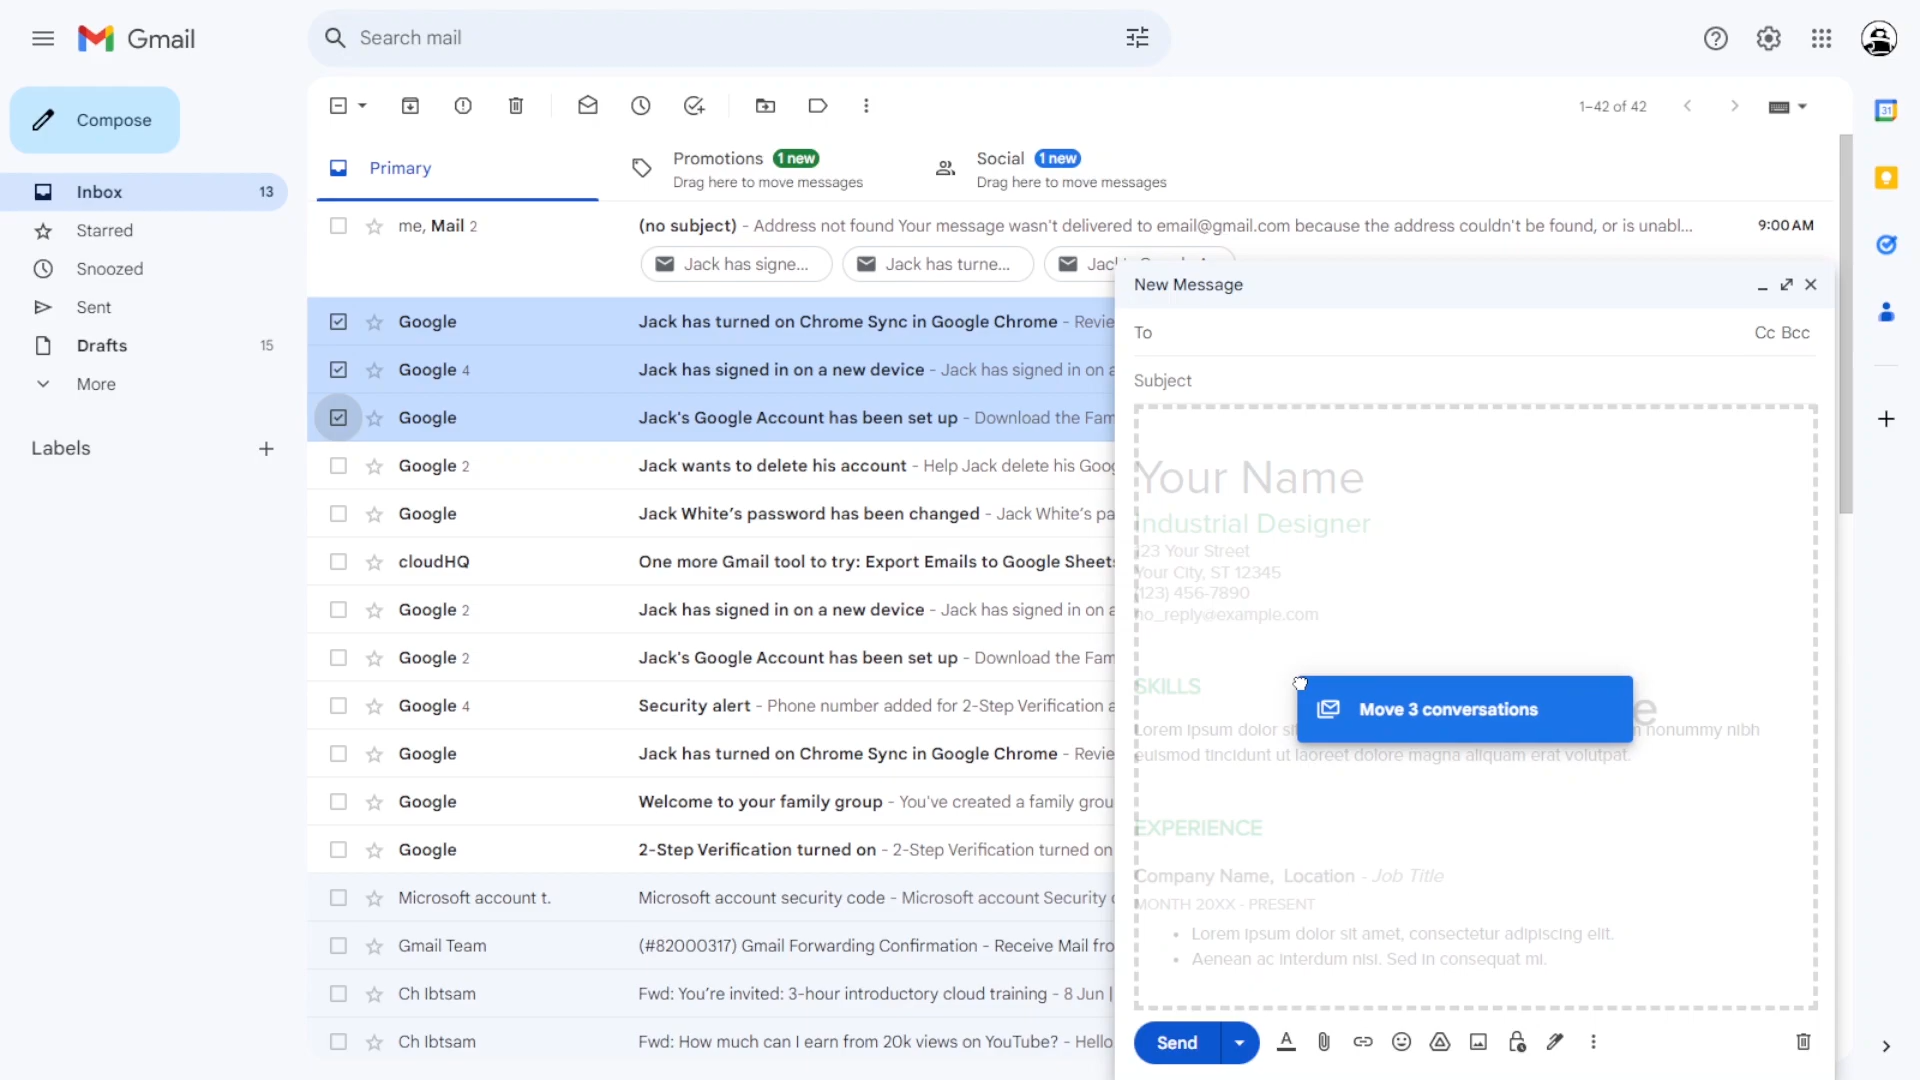 Gmail
Search mail
Compose
Inbox 13
Starred
Snoozed
Sent
Drafts 15
More
Labels
1–42 of 42
Primary
Promotions 1 new
Drag here to move messages
Social 1 new
Drag here to move messages
me, Mail 2 (no subject) - Address not found Your message wasn't delivered to email@gmail.com because the address couldn't be found, or is unabl... 9:00 AM
Jack has signe... Jack has turne...
Google Jack has turned on Chrome Sync in Google Chrome -
Google 4 Jack has signed in on a new device - Jack has signed in on a
Google Jack's Google Account has been set up - Download the
Google 2 Jack wants to delete his account - Help Jack delete his
Google Jack White’s password has been changed - Jack White’s
cloudHQ One more Gmail tool to try: Export Emails to Google Sheets
Google 2 Jack has signed in on a new device - Jack has signed in on a
Google 2 Jack's Google Account has been set up - Download the
Google 4 Security alert - Phone number added for 2-Step Verification
Google Jack has turned on Chrome Sync in Google Chrome -
Google Welcome to your family group - You've created a family
Google 2-Step Verification turned on - 2-Step Verification turned on
Microsoft account t. Microsoft account security code - Microsoft account Security
Gmail Team (#82000317) Gmail Forwarding Confirmation - Receive Mail
Ch Ibtsam Fwd: You’re invited: 3-hour introductory cloud training - 8 Jun
Ch Ibtsam Fwd: How much can I earn from 20k views on YouTube? - Hello
New Message
To Cc Bcc
Subject
Your Name
Industrial Designer
123 Your Street
Your City, ST 12345
(123) 456-7890
no_reply@example.com
SKILLS
Move 3 conversations
Lorem ipsum dolor nonummy nibh
euismod tincidunt ut laoreet dolore magna aliquam erat volutpat.
EXPERIENCE
Company Name, Location - Job Title
MONTH 20XX - PRESENT
• Lorem ipsum dolor sit amet, consectetur adipiscing elit.
• Aenean ac interdum nisi. Sed in consequat mi.
Send
31